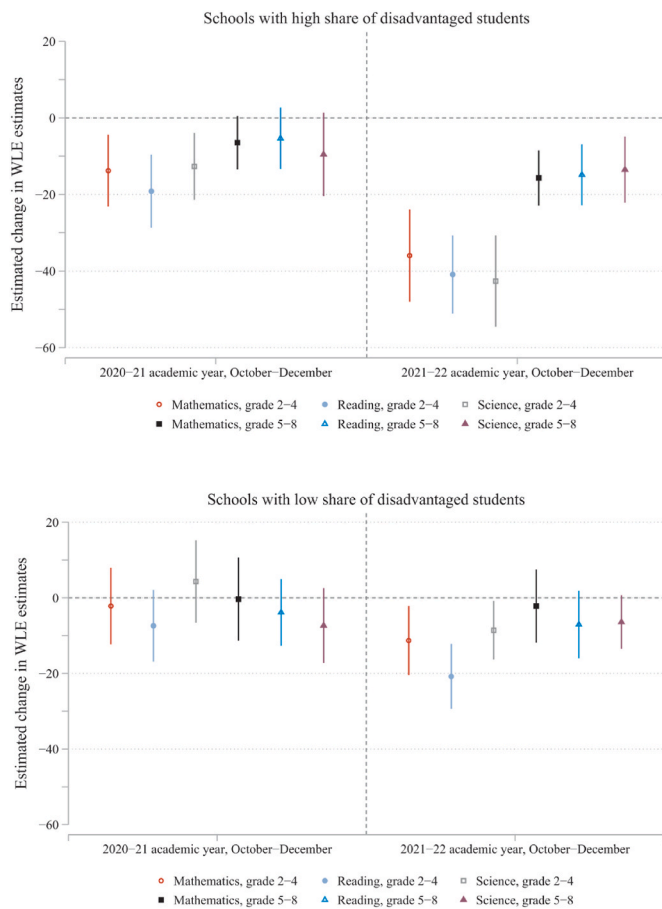 Schools with high share of disadvantaged students
20
0
−20
−40
−60
Estimated change in WLE estimates
2020−21 academic year, October−December
2021−22 academic year, October−December
Mathematics, grade 2−4
Reading, grade 2−4
Science, grade 2−4
Mathematics, grade 5−8
Reading, grade 5−8
Science, grade 5−8
Schools with low share of disadvantaged students
20
0
−20
−40
−60
Estimated change in WLE estimates
2020−21 academic year, October−December
2021−22 academic year, October−December
Mathematics, grade 2−4
Reading, grade 2−4
Science, grade 2−4
Mathematics, grade 5−8
Reading, grade 5−8
Science, grade 5−8